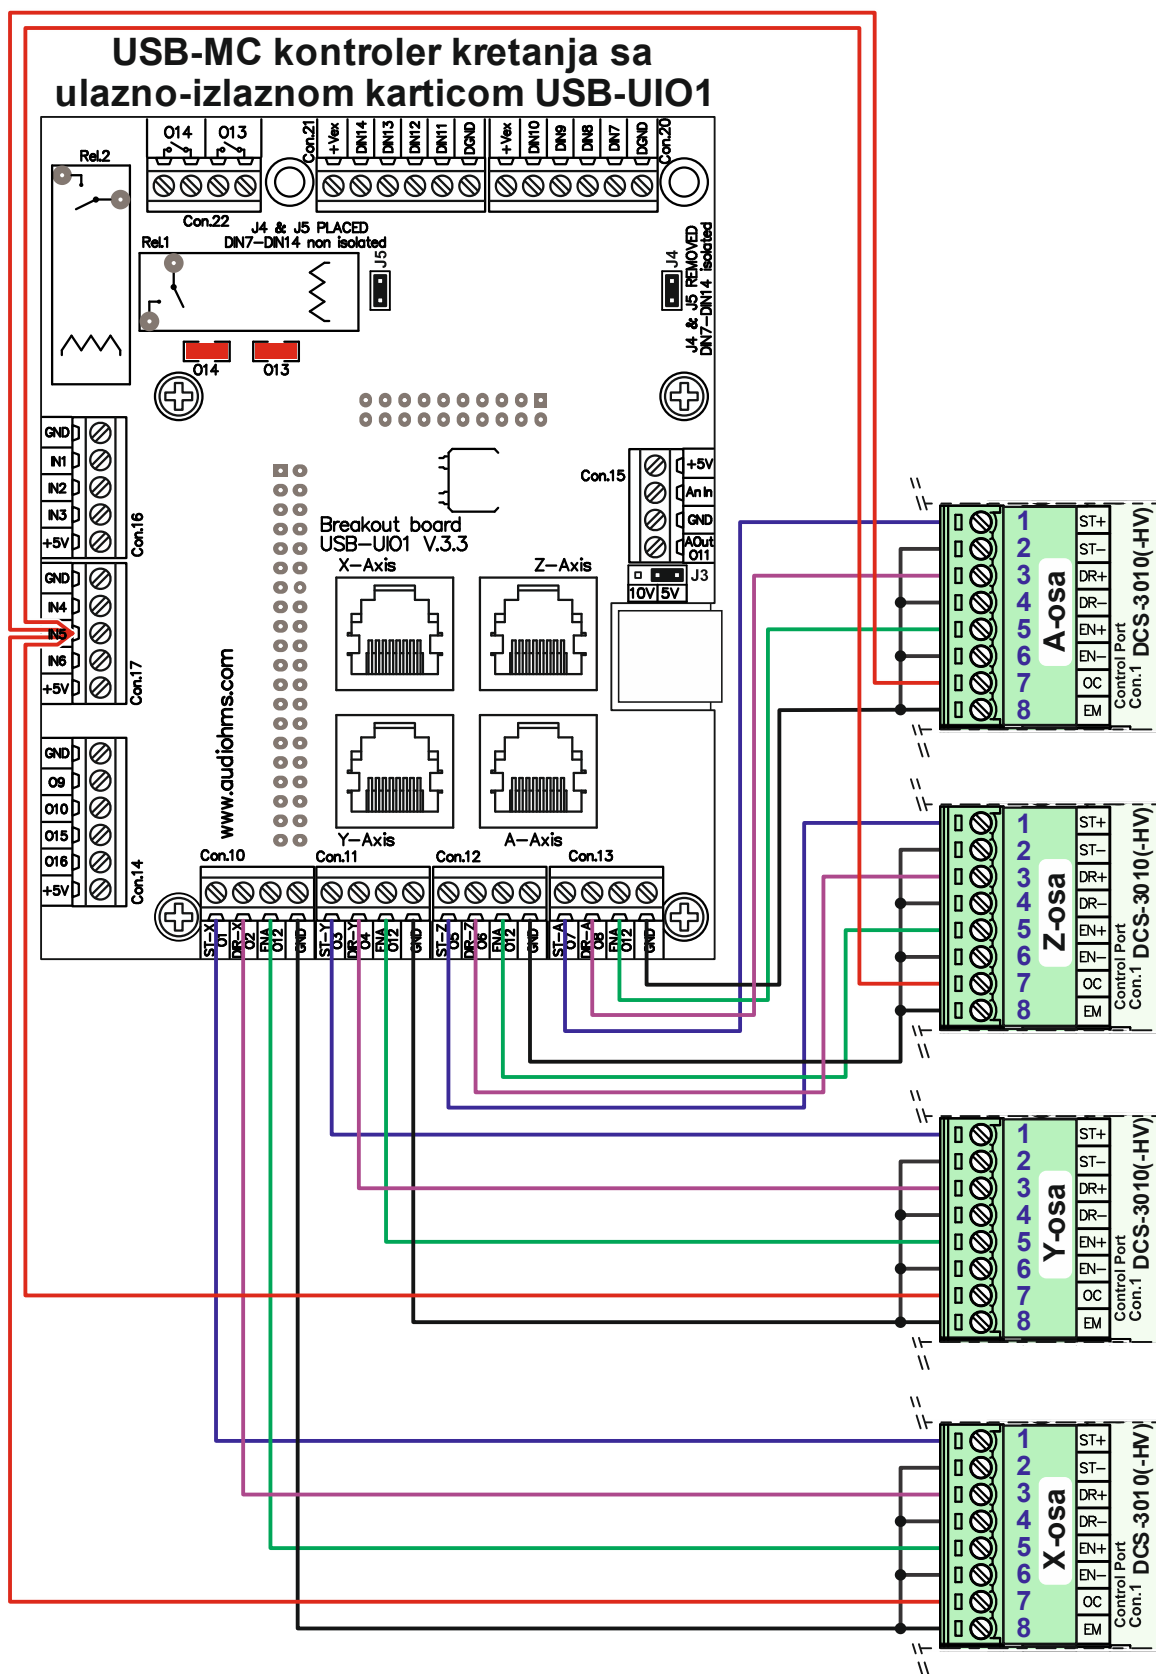 USB-MC kontroler kretanja sa
ulazno-izlaznom karticom USB-UIO1
O14 O13
Con.21
+Vex DIN14 DIN13 DIN12 DIN11 DGND
+Vex DIN10 DIN9 DIN8 DIN7 DGND
Con.20
Rel.2
Con.22
J4 & J5 PLACED
DIN7-DIN14 non isolated
Rel.1
J5
J4
J4 & J5 REMOVED
DIN7-DIN14 isolated
O14 O13
GND
IN1
IN2
IN3
+5V
Con.16
GND
IN4
IN5
IN6
+5V
Con.17
GND
O9
O10
O15
O16
+5V
Con.14
Con.15
+5V
An In
GND
AOut
O11
J3
10V 5V
Breakout board
USB-UIO1 V.3.3
X-Axis Z-Axis
Y-Axis A-Axis
www.audiohms.com
Con.10 Con.11 Con.12 Con.13
ST-X O1 DIR-X O2 ENA O12 GND
ST-Y O3 DIR-Y O4 ENA O12 GND
ST-Z O5 DIR-Z O6 ENA O12 GND
ST-A O7 DIR-A O8 ENA O12 GND
1 ST+
2 ST-
3 DR+
4 DR-
5 EN+
6 EN-
7 OC
8 EM
A-osa
Control Port
Con.1 DCS-3010(-HV)
1 ST+
2 ST-
3 DR+
4 DR-
5 EN+
6 EN-
7 OC
8 EM
Z-osa
Control Port
Con.1 DCS-3010(-HV)
1 ST+
2 ST-
3 DR+
4 DR-
5 EN+
6 EN-
7 OC
8 EM
Y-osa
Control Port
Con.1 DCS-3010(-HV)
1 ST+
2 ST-
3 DR+
4 DR-
5 EN+
6 EN-
7 OC
8 EM
X-osa
Control Port
Con.1 DCS-3010(-HV)